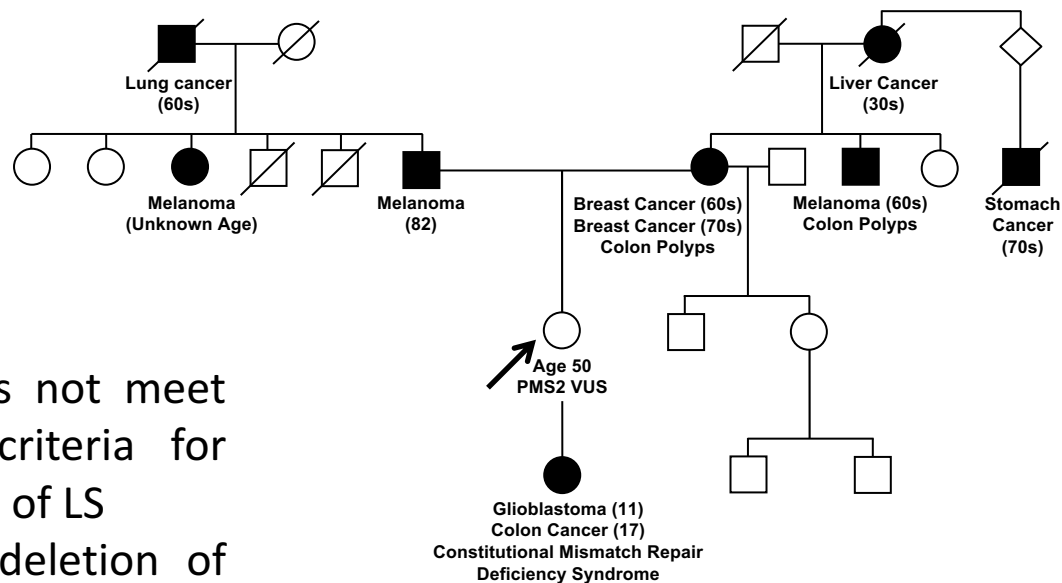 Lung cancer
(60s)
Liver Cancer
(30s)
Melanoma
(Unknown Age)
Melanoma
(82)
Breast Cancer (60s)
Breast Cancer (70s)
Colon Polyps
Melanoma (60s)
Colon Polyps
Stomach
Cancer
(70s)
Age 50
PMS2 VUS
Glioblastoma (11)
Colon Cancer (17)
Constitutional Mismatch Repair
Deficiency Syndrome
not meet
criteria for
of LS
deletion of